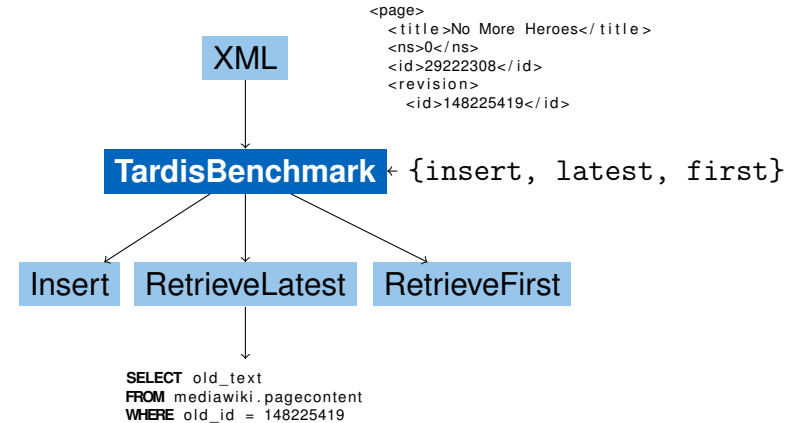 <page>
<title>No More Heroes</title>
<ns>0</ns>
<id>29222308</id>
<revision>
<id>148225419</id>
XML
TardisBenchmark
{insert, latest, first}
Insert
RetrieveLatest
RetrieveFirst
SELECT old_text
FROM mediawiki.pagecontent
WHERE old_id = 148225419